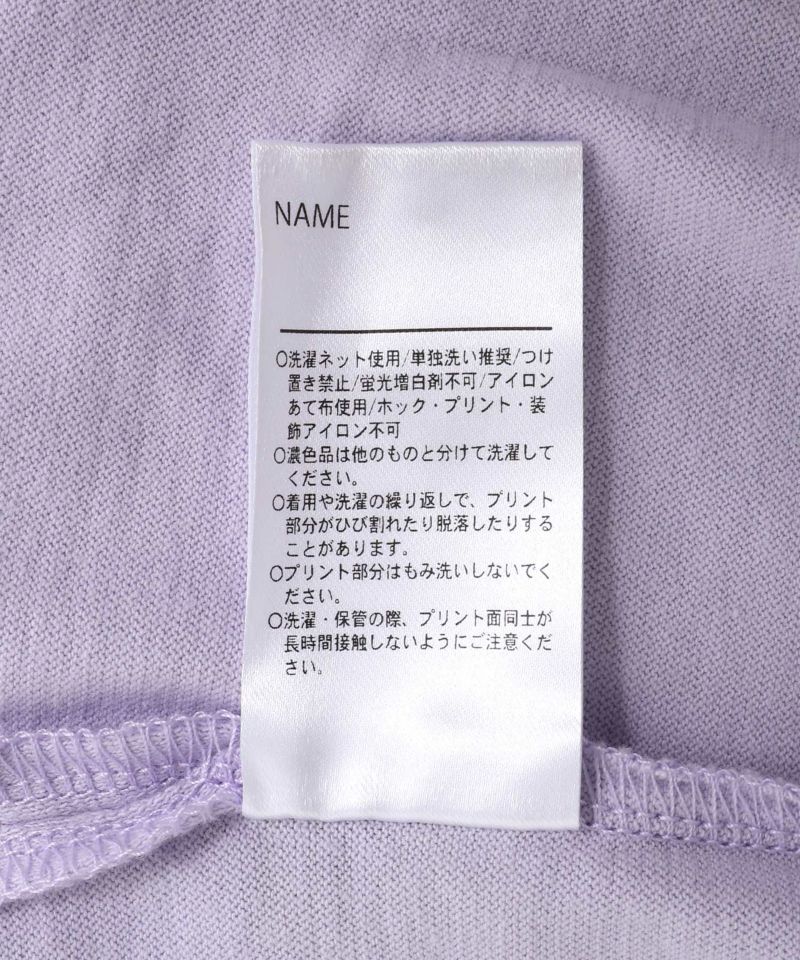 NAME
○洗濯ネット使用/単独洗い推奨/つけ
置き禁止/蛍光増白剤不可/アイロン
あて布使用/ホック・プリント・装
飾アイロン不可
○濃色品は他のものと分けて洗濯して
ください。
○着用や洗濯の繰り返しで、プリント
部分がひび割れたり脱落したりする
ことがあります。
○プリント部分はもみ洗いしないでく
ださい。
○洗濯・保管の際、プリント面同士が
長時間接触しないようにご注意くだ
さい。